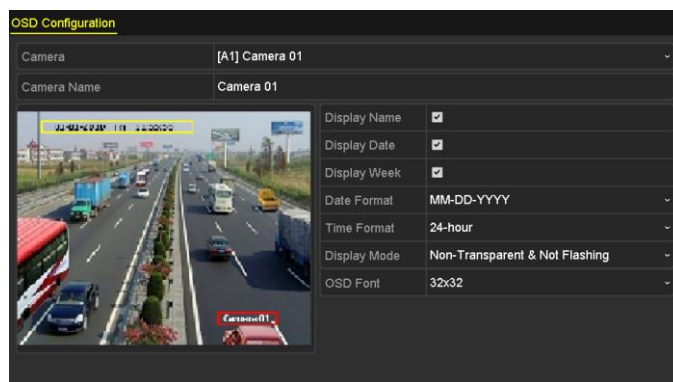 OSD Configuration
Camera [A1] Camera 01
Camera Name Camera 01
Display Name
Display Date
Display Week
Date Format MM-DD-YYYY
Time Format 24-hour
Display Mode Non-Transparent & Not Flashing
OSD Font 32x32
Camera01